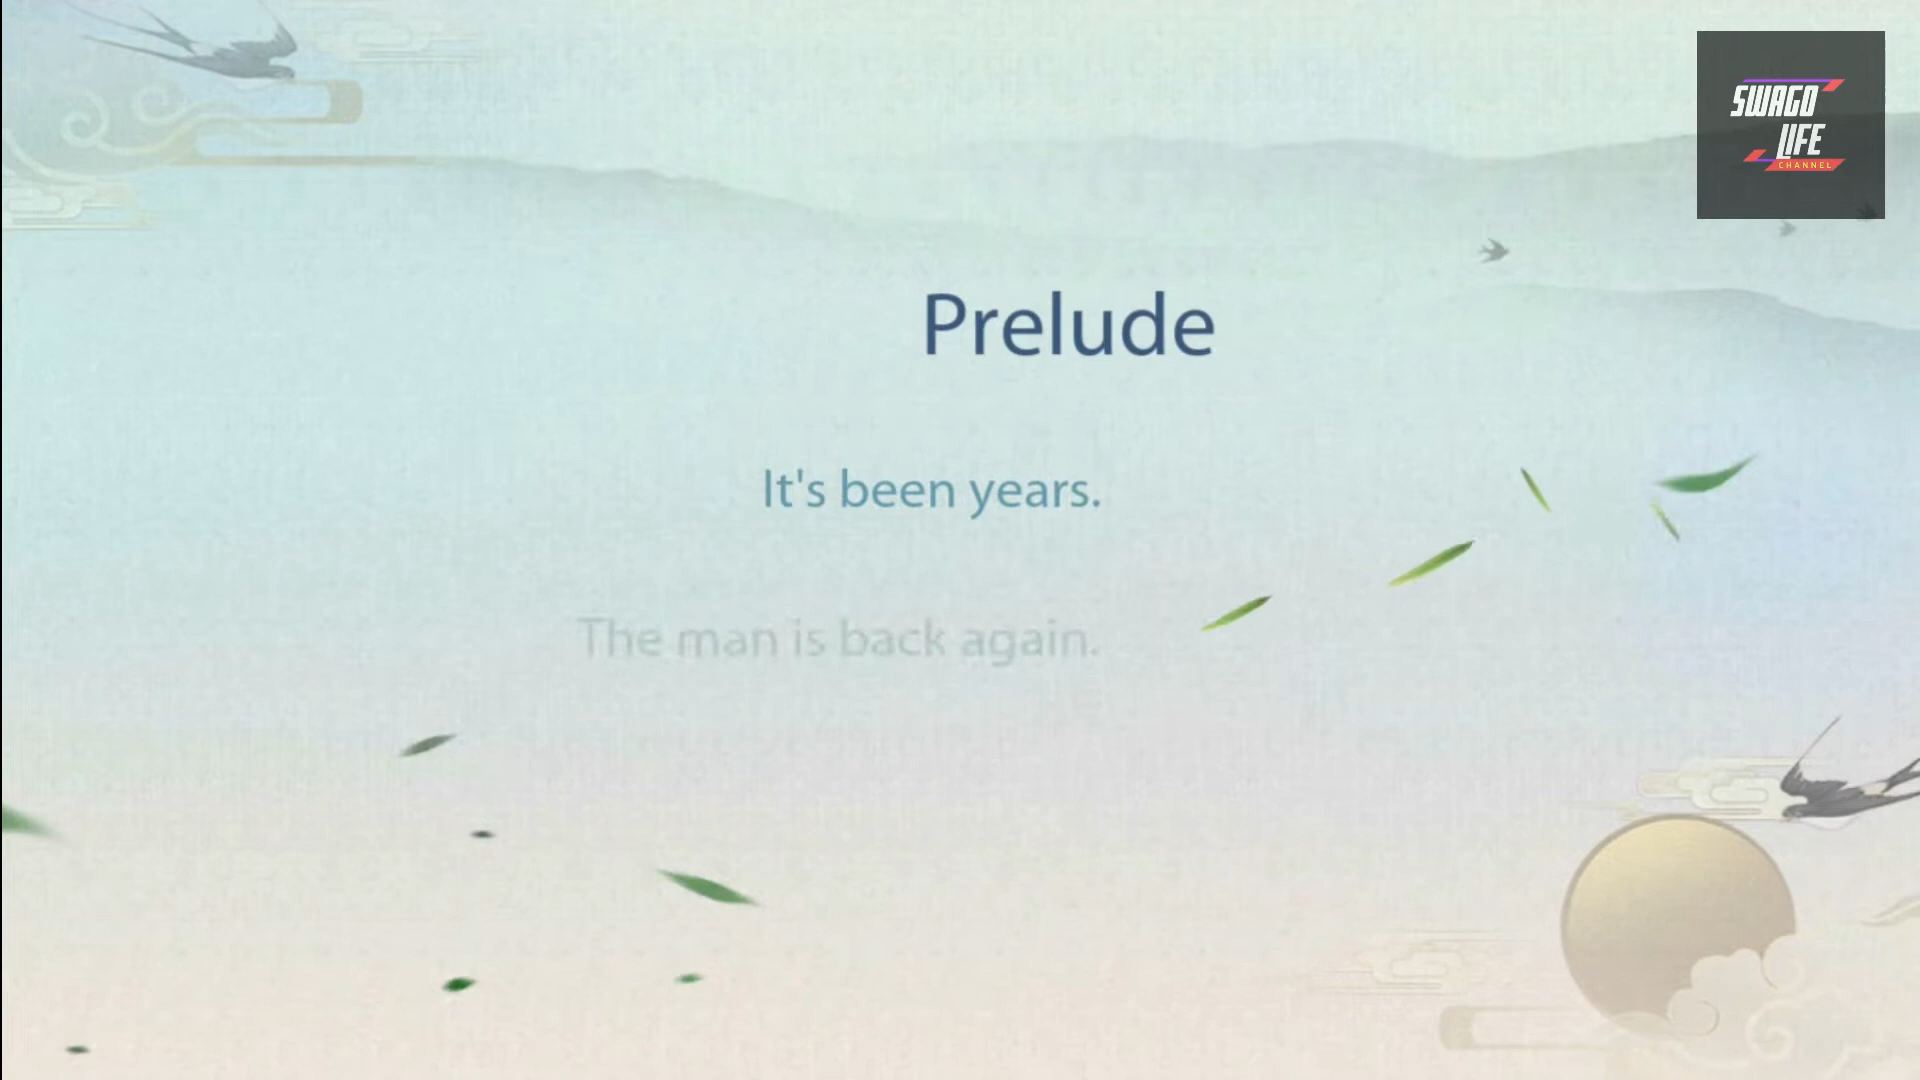 SWAGO
LIFE
CHANNEL
Prelude
It's been years.
The man is back again.